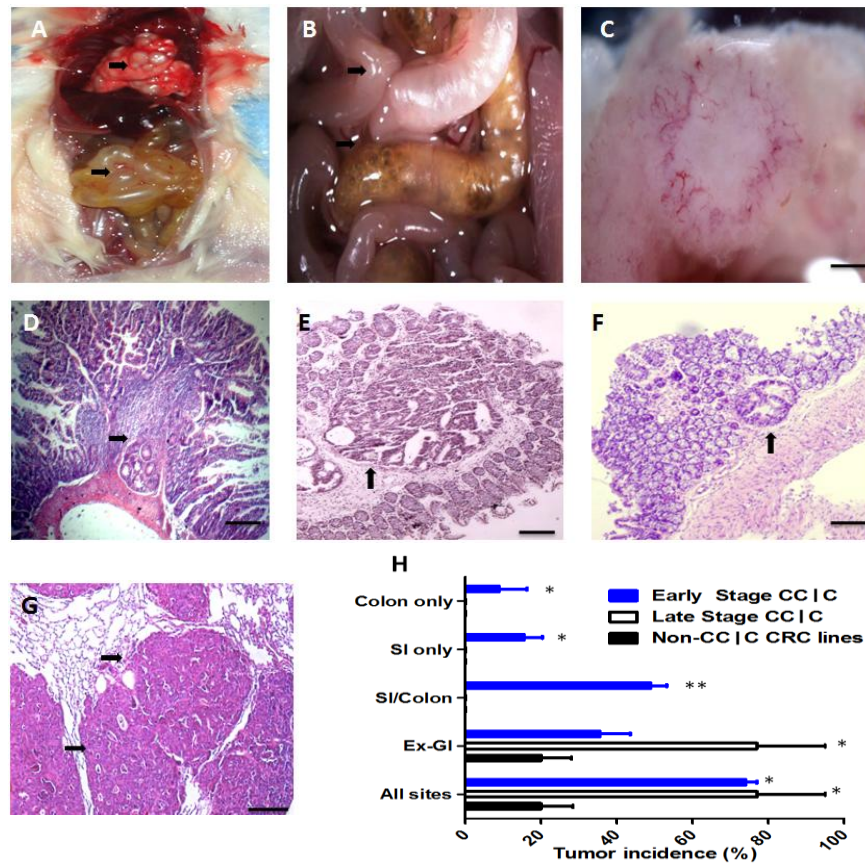 A B C
D E F
G H
Colon only * Early Stage CC|C
Late Stage CC|C
SI only * Non-CC|C CRC lines
SI/Colon **
Ex-GI *
All sites *
*
0 20 40 60 80 100
Tumor incidence (%)